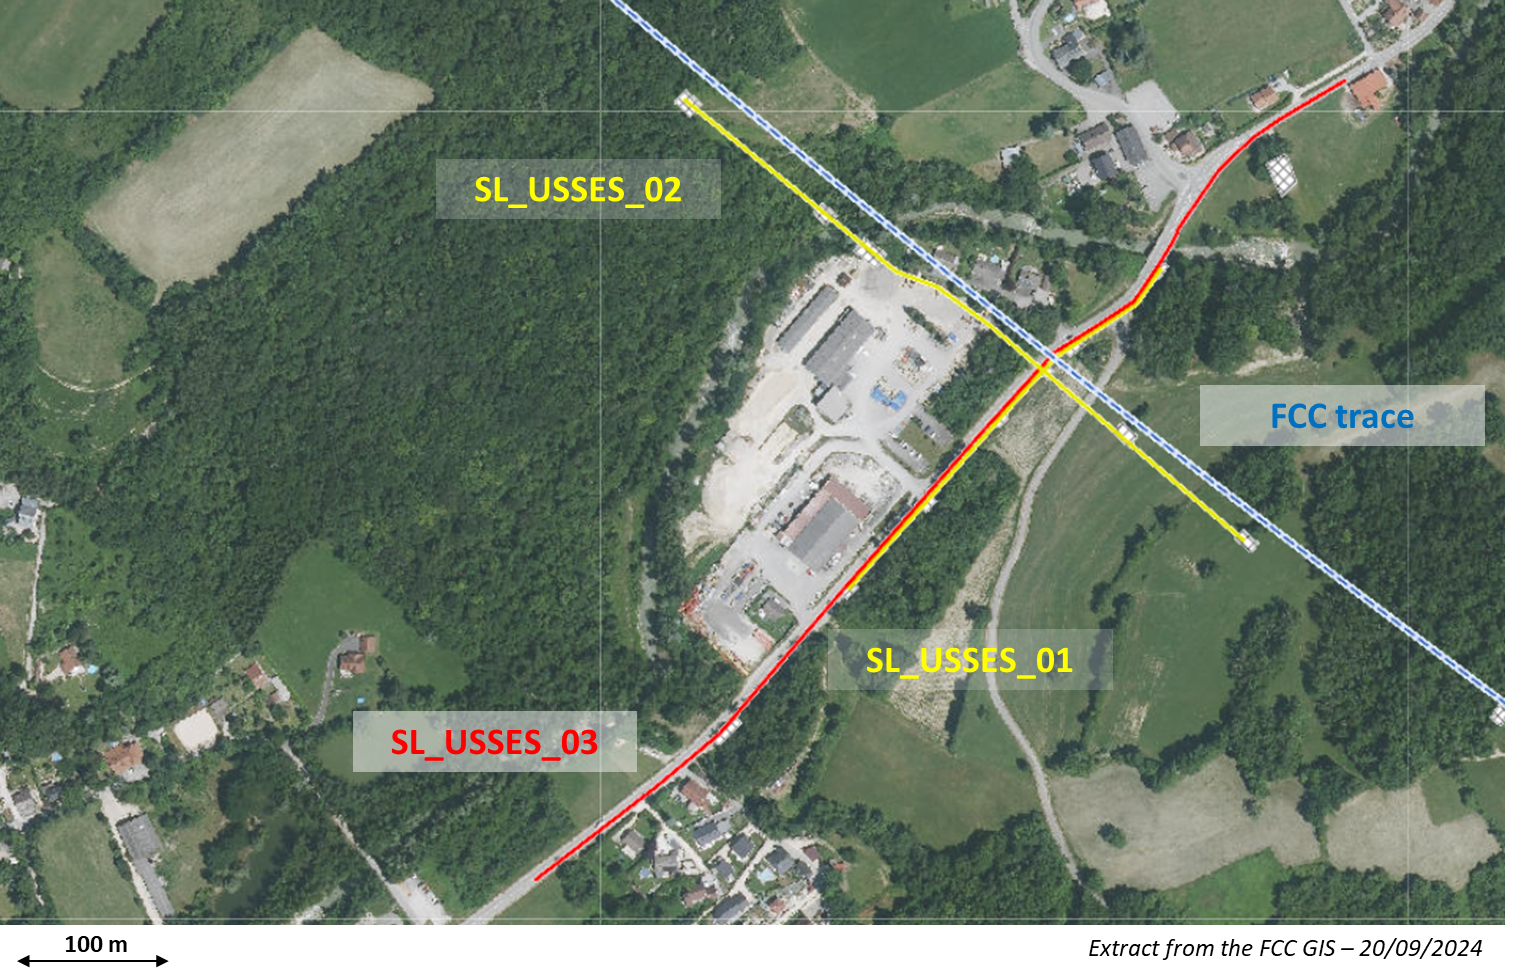 SL_USSES_02
FCC trace
SL_USSES_01
SL_USSES_03
100 m
Extract from the FCC GIS – 20/09/2024